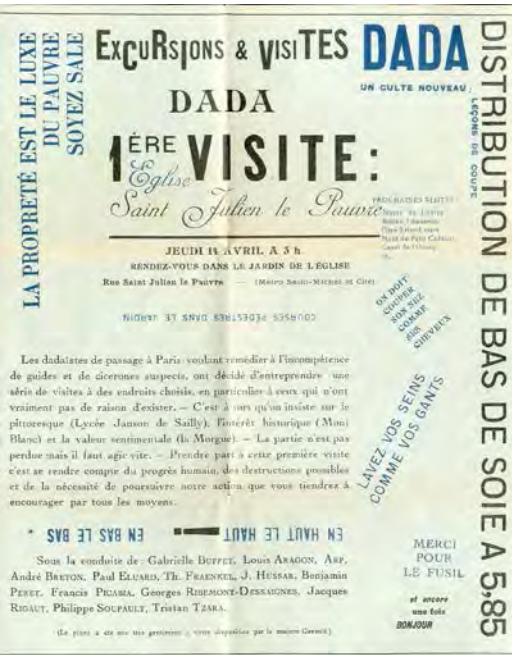 LA PROPRETÉ EST LE LUXE
DU PAUVRE
SOYEZ SALE
EXCURSIONS & VISITES
DADA
1ÈRE VISITE:
Eglise
Saint Julien le Pauvre
DADA
UN CULTE NOUVEAU
LEÇONS DE COUPE
DISTRIBUTION DE BAS DE SOIE A 5,85
PROCHAINES VISITES:
JEUDI 14 AVRIL A 3 h.
RENDEZ-VOUS DANS LE JARDIN DE L'ÉGLISE
Rue Saint Julien le Pauvre — (Métro Saint-Michel et Cité)
COURSES PEDESTRES DANS LE JARDIN
ON DOIT
COUPER
SON NEZ
COMME
SES
CHEVEUX
Les dadaïstes de passage à Paris voulant remédier à l'incompétence
de guides et de cicerones suspects, ont décidé d'entreprendre une
série de visites à des endroits choisis, en particulier à ceux qui n'ont
vraiment pas de raison d'exister. — C'est à tort qu'on insiste sur le
pittoresque (Lycée Janson de Sailly), l'intérêt historique (Mont
Blanc) et la valeur sentimentale (la Morgue). — La partie n'est pas
perdue mais il faut agir vite. — Prendre part à cette première visite
c'est se rendre compte du progrès humain, des destructions possibles
et de la nécessité de poursuivre notre action que vous tiendrez à
encourager par tous les moyens.
LAVEZ VOS SEINS
COMME VOS GANTS
EN HAUT LE HAUT
EN BAS LE BAS
Sous la conduite de: Gabrielle BUFFET, Louis ARAGON, ARP,
André BRETON, Paul ELUARD, Th. FRAENKEL, J. HUSSAR, Benjamin
PERET, Francis PICABIA, Georges RIBEMONT-DESSAIGNES, Jacques
RIGAUT, Philippe SOUPAULT, Tristan TZARA.
MERCI
POUR
LE FUSIL
et encore
une fois
BONJOUR